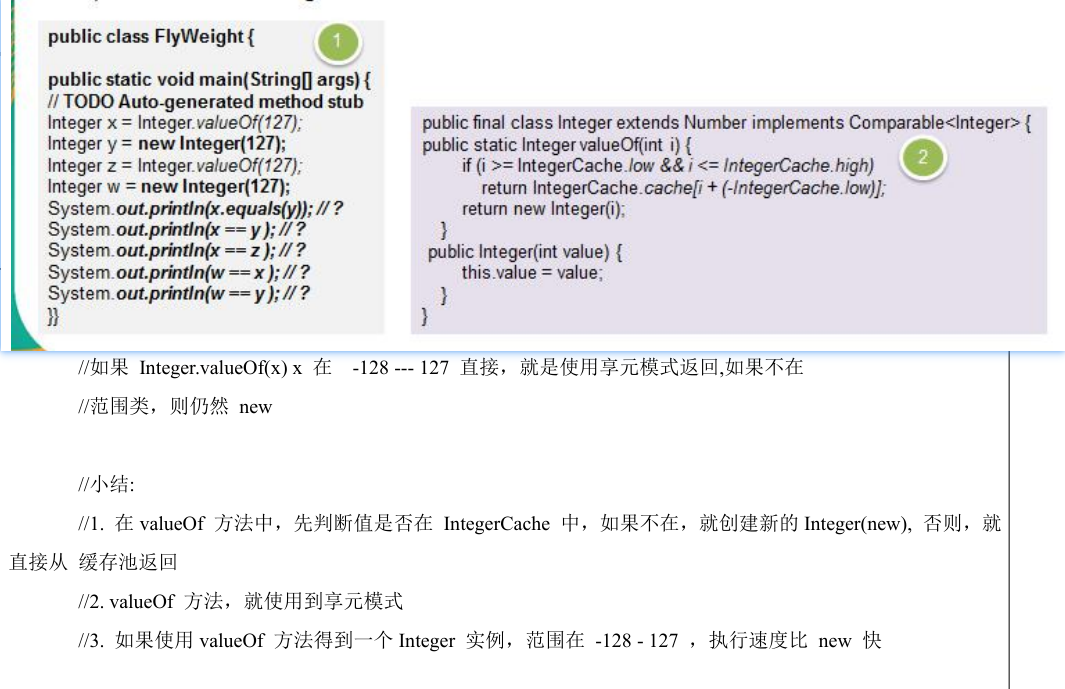 public class FlyWeight {
1
public static void main(String[] args) {
// TODO Auto-generated method stub
Integer x = Integer.valueOf(127);
Integer y = new Integer(127);
Integer z = Integer.valueOf(127);
Integer w = new Integer(127);
System.out.println(x.equals(y)); // ?
System.out.println(x == y ); // ?
System.out.println(x == z ); // ?
System.out.println(w == x ); // ?
System.out.println(w == y ); // ?
}}
public final class Integer extends Number implements Comparable<Integer> {
public static Integer valueOf(int i) {
2
if (i >= IntegerCache.low && i <= IntegerCache.high)
return IntegerCache.cache[i + (-IntegerCache.low)];
return new Integer(i);
}
public Integer(int value) {
this.value = value;
}
}
//如果 Integer.valueOf(x) x 在 -128 --- 127 直接，就是使用享元模式返回,如果不在
//范围类，则仍然 new
//小结:
//1. 在 valueOf 方法中，先判断值是否在 IntegerCache 中，如果不在，就创建新的 Integer(new), 否则，就
直接从 缓存池返回
//2. valueOf 方法，就使用到享元模式
//3. 如果使用 valueOf 方法得到一个 Integer 实例，范围在 -128 - 127 ，执行速度比 new 快